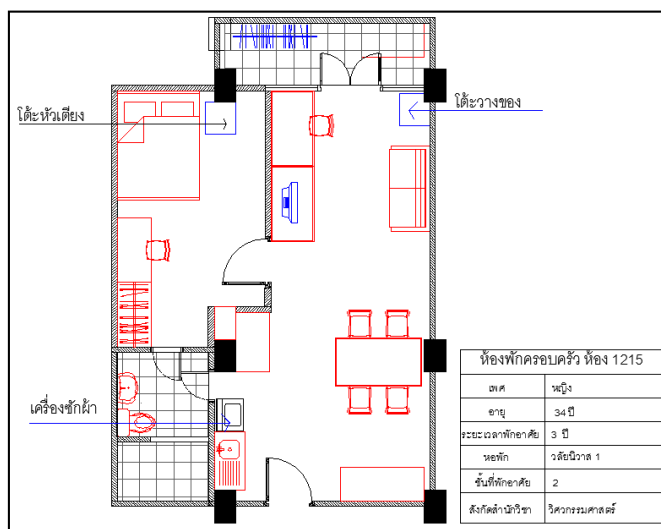 โต้ะหัวเตียง
โต้ะวางของ
เครื่องซักผ้า
ห้องพักครอบครัว ห้อง 1215
เพศ หญิง
อายุ 34 ปี
ระยะเวลาพักอาศัย 3 ปี
หอพัก วลัยนิวาส 1
ชั้นที่พักอาศัย 2
สังกัดสำนักวิชา วิศวกรรมศาสตร์